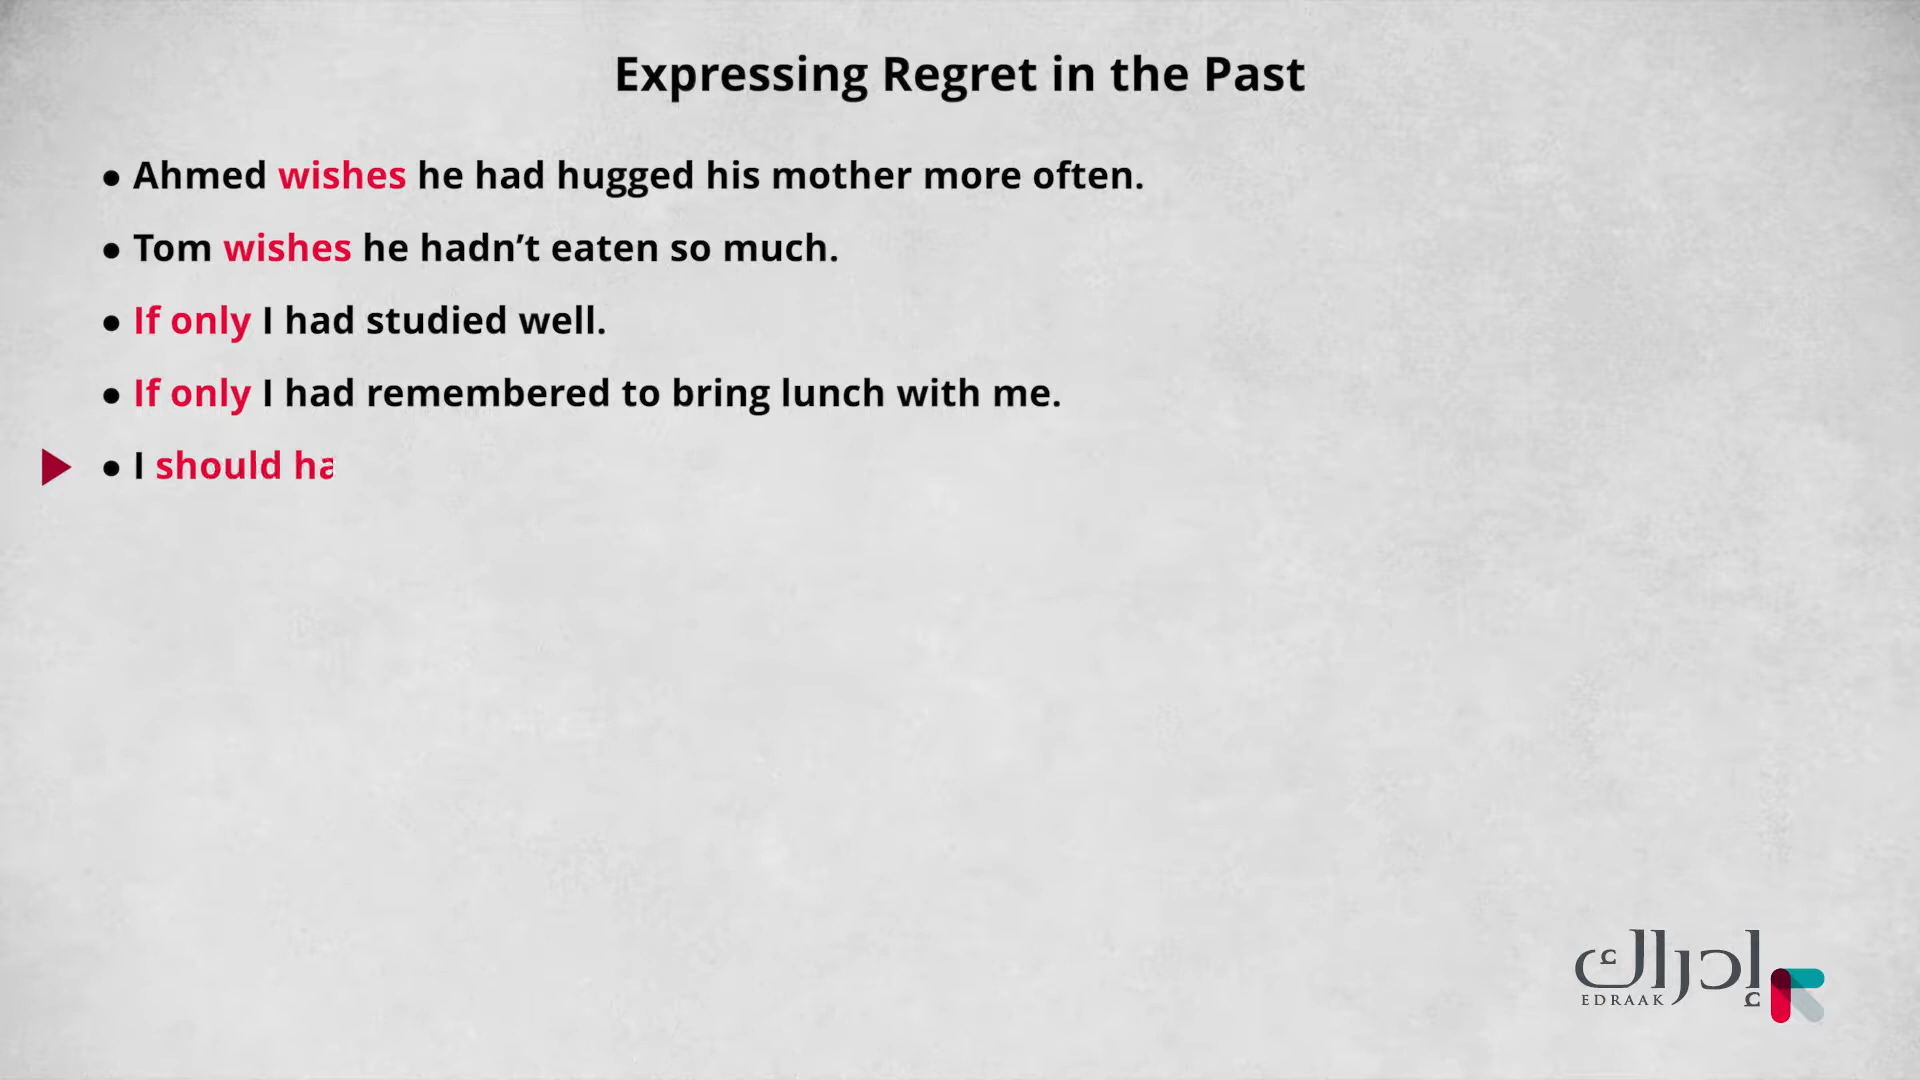 Expressing Regret in the Past
• Ahmed wishes he had hugged his mother more often.
• Tom wishes he hadn’t eaten so much.
• If only I had studied well.
• If only I had remembered to bring lunch with me.
• I should ha
إدراك
EDRAAK